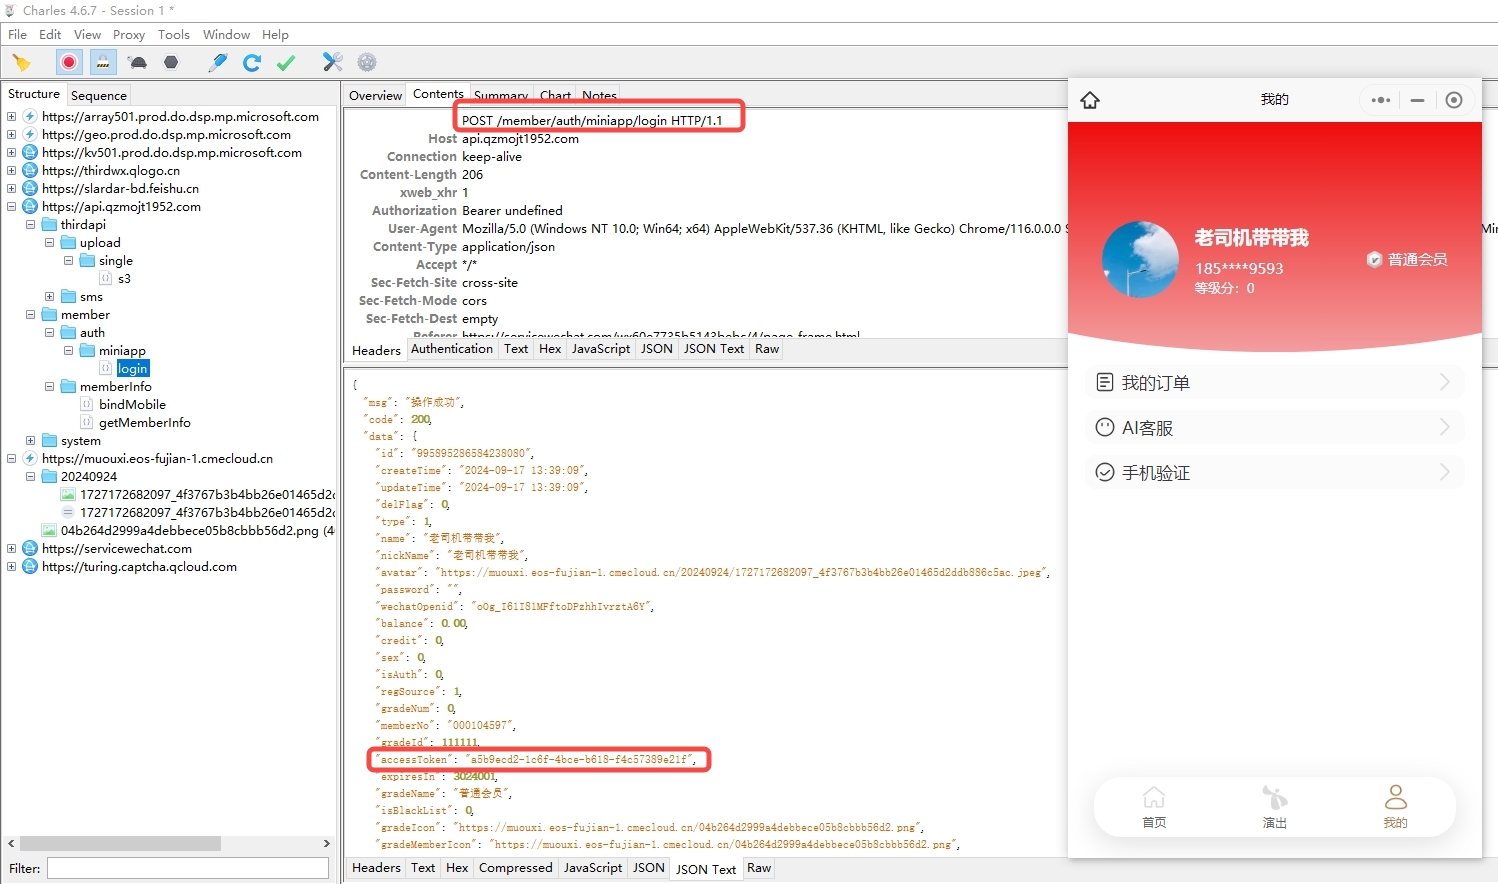 Charles 4.6.7 - Session 1 *
File Edit View Proxy Tools Window Help
Structure Sequence
https://array501.prod.do.dsp.mp.microsoft.com
https://geo.prod.do.dsp.mp.microsoft.com
https://kv501.prod.do.dsp.mp.microsoft.com
https://thirdwx.qlogo.cn
https://slardar-bd.feishu.cn
https://api.qzmojt1952.com
thirdapi
upload
single
s3
sms
member
auth
miniapp
login
memberInfo
bindMobile
getMemberInfo
system
https://muouxi.eos-fujian-1.cmecloud.cn
20240924
1727172682097_4f3767b3b4bb26e01465d2
1727172682097_4f3767b3b4bb26e01465d2
04b264d2999a4debbece05b8cbbb56d2.png (4
https://servicewechat.com
https://turing.captcha.qcloud.com
Filter:
Overview Contents Summary Chart Notes
POST /member/auth/miniapp/login HTTP/1.1
Host api.qzmojt1952.com
Connection keep-alive
Content-Length 206
xweb_xhr 1
Authorization Bearer undefined
User-Agent Mozilla/5.0 (Windows NT 10.0; Win64; x64) AppleWebKit/537.36 (KHTML, like Gecko) Chrome/116.0.0.0 S
Content-Type application/json
Accept */*
Sec-Fetch-Site cross-site
Sec-Fetch-Mode cors
Sec-Fetch-Dest empty
Referer https://servicewechat.com/wx60e7735b5143bebc/4/page-frame.html
Headers Authentication Text Hex JavaScript JSON JSON Text Raw
{
"msg": "操作成功",
"code": 200,
"data": {
"id": "995895286584238080",
"createTime": "2024-09-17 13:39:09",
"updateTime": "2024-09-17 13:39:09",
"delFlag": 0,
"type": 1,
"name": "老司机带带我",
"nickName": "老司机带带我",
"avatar": "https://muouxi.eos-fujian-1.cmecloud.cn/20240924/1727172682097_4f3767b3b4bb26e01465d2ddb886c5ac.jpeg",
"password": "",
"wechatOpenid": "oOg_I61I81MFftoDPzhhIvrztA6Y",
"balance": 0.00,
"credit": 0,
"sex": 0,
"isAuth": 0,
"regSource": 1,
"gradeNum": 0,
"memberNo": "000104597",
"gradeId": 111111,
"accessToken": "a5b9ecd2-1c6f-4bce-b618-f4c57389e21f",
"expiresIn": 3024001,
"gradeName": "普通会员",
"isBlackList": 0,
"gradeIcon": "https://muouxi.eos-fujian-1.cmecloud.cn/04b264d2999a4debbece05b8cbbb56d2.png",
"gradeMemberIcon": "https://muouxi.eos-fujian-1.cmecloud.cn/04b264d2999a4debbece05b8cbbb56d2.png",
Headers Text Hex Compressed JavaScript JSON JSON Text Raw
我的
老司机带带我
185****9593
等级分：0
普通会员
我的订单
AI客服
手机验证
首页 演出 我的